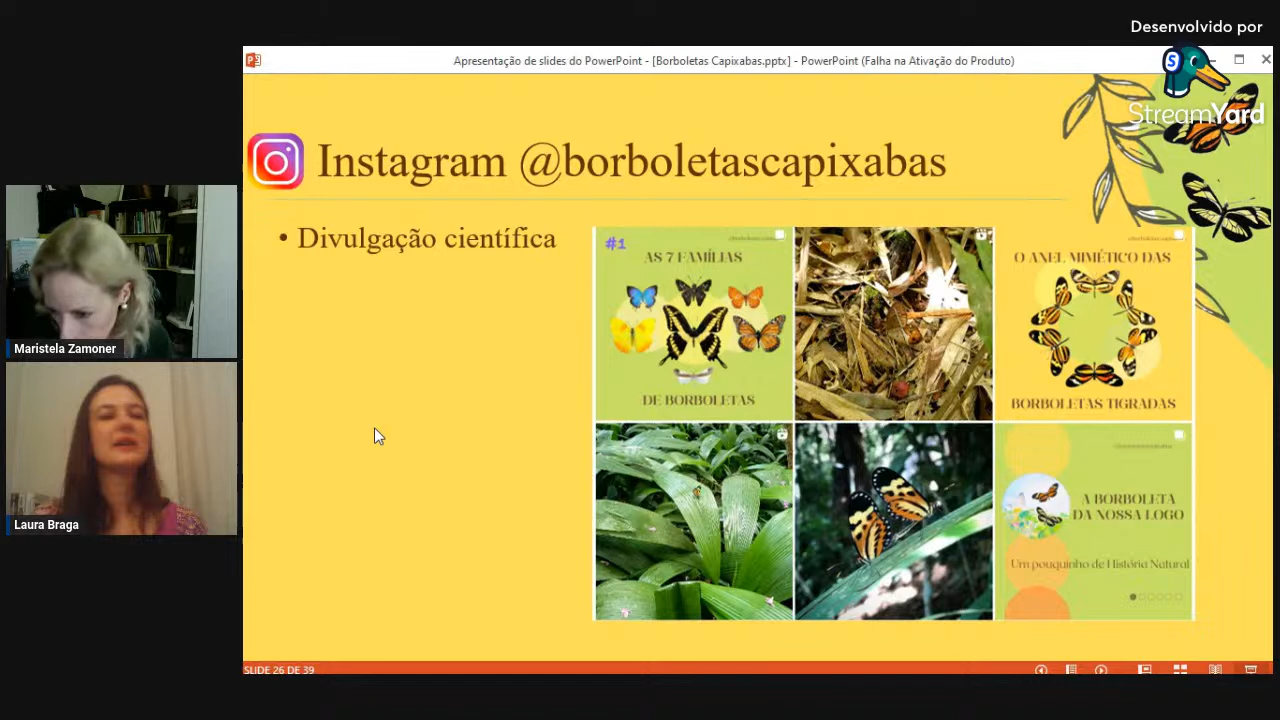 Desenvolvido por
StreamYard
Apresentação de slides do PowerPoint - [Borboletas Capixabas.pptx] - PowerPoint (Falha na Ativação do Produto)
Instagram @borboletascapixabas
• Divulgação científica
#1
AS 7 FAMÍLIAS
DE BORBOLETAS
O ANEL MIMÉTICO DAS
BORBOLETAS TIGRADAS
A BORBOLETA
DA NOSSA LOGO
Um pouquinho de História Natural
Maristela Zamoner
Laura Braga
SLIDE 26 DE 39